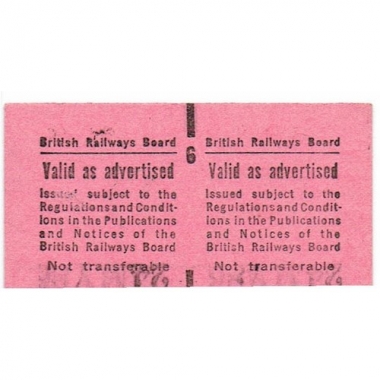 British Railways Board
Valid as advertised
Issued subject to the
Regulations and Condit-
ions in the Publications
and Notices of the
British Railways Board
Not transferable
6
British Railways Board
Valid as advertised
Issued subject to the
Regulations and Condit-
ions in the Publications
and Notices of the
British Railways Board
Not transferable